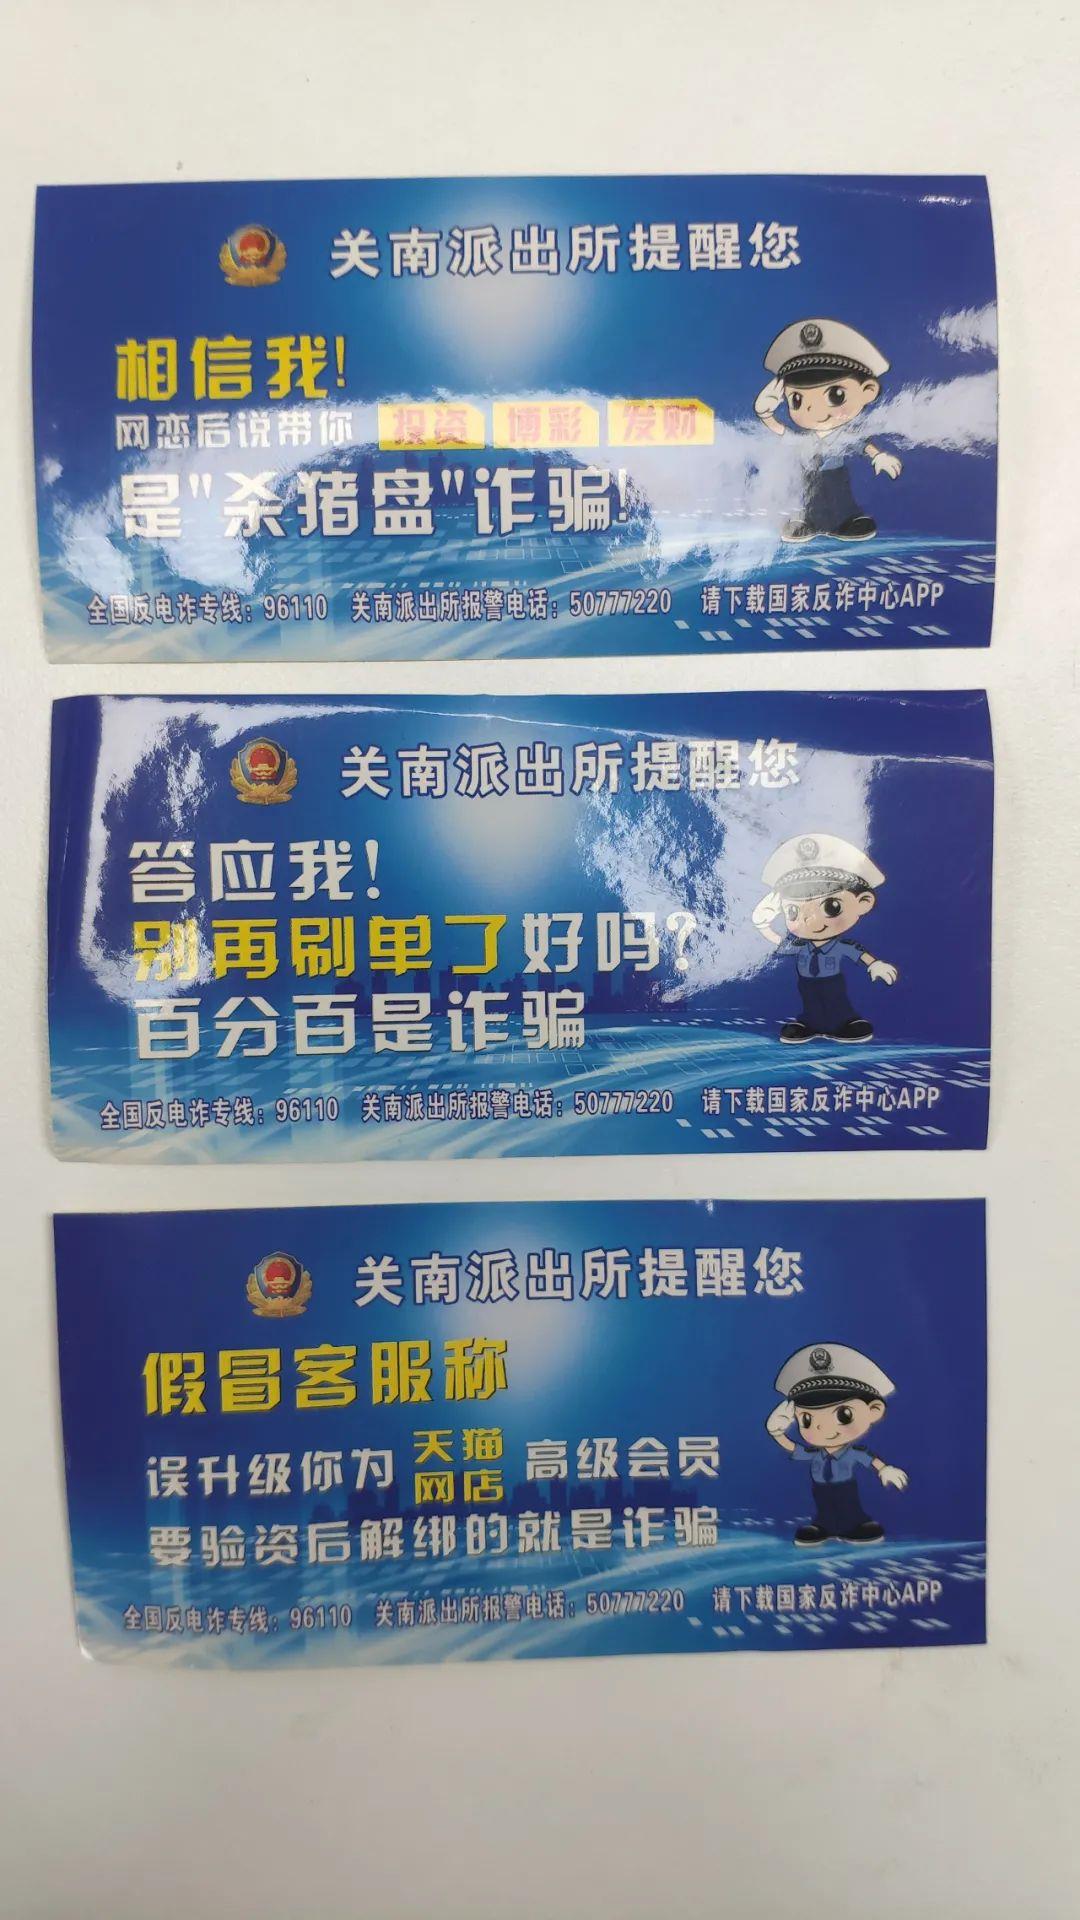 关南派出所提醒您
相信我!
网恋后说带你 投资 博彩 发财
是"杀猪盘"诈骗!
全国反电诈专线：96110 关南派出所报警电话：50777220 请下载国家反诈中心APP
关南派出所提醒您
答应我!
别再刷单了好吗?
百分百是诈骗
全国反电诈专线：96110 关南派出所报警电话：50777220 请下载国家反诈中心APP
关南派出所提醒您
假冒客服称
误升级你为 天猫网店 高级会员
要验资后解绑的就是诈骗
全国反电诈专线：96110 关南派出所报警电话：50777220 请下载国家反诈中心APP